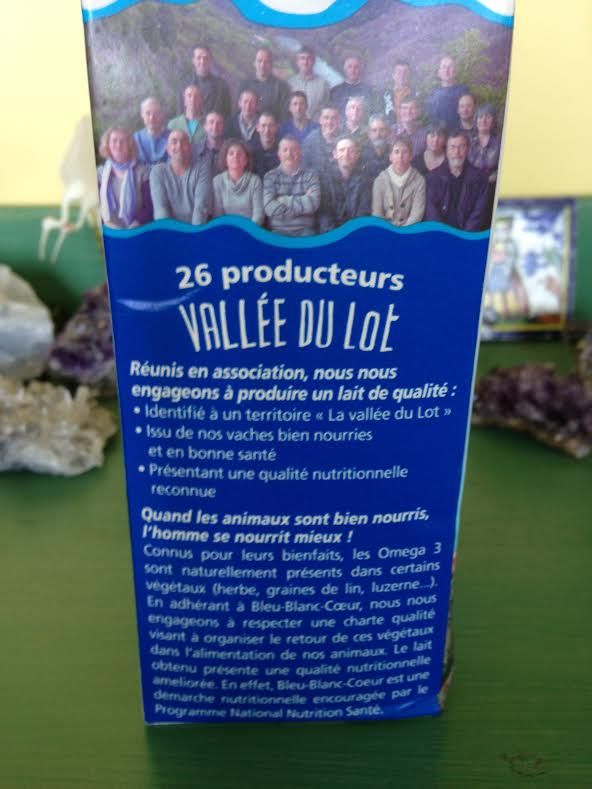 26 producteurs
VALLÉE DU Lot
Réunis en association, nous nous
engageons à produire un lait de qualité :
• Identifié à un territoire « La vallée du Lot »
• Issu de nos vaches bien nourries
et en bonne santé
• Présentant une qualité nutritionnelle
reconnue
Quand les animaux sont bien nourris,
l'homme se nourrit mieux !
Connus pour leurs bienfaits, les Omega 3
sont naturellement présents dans certains
végétaux (herbe, graines de lin, luzerne...).
En adhérant à Bleu-Blanc-Cœur, nous nous
engageons à respecter une charte qualité
visant à organiser le retour de ces végétaux
dans l'alimentation de nos animaux. Le lait
obtenu présente une qualité nutritionnelle
ameliorée. En effet, Bleu-Blanc-Coeur est une
démarche nutritionnelle encouragée par le
Programme National Nutrition Santé.